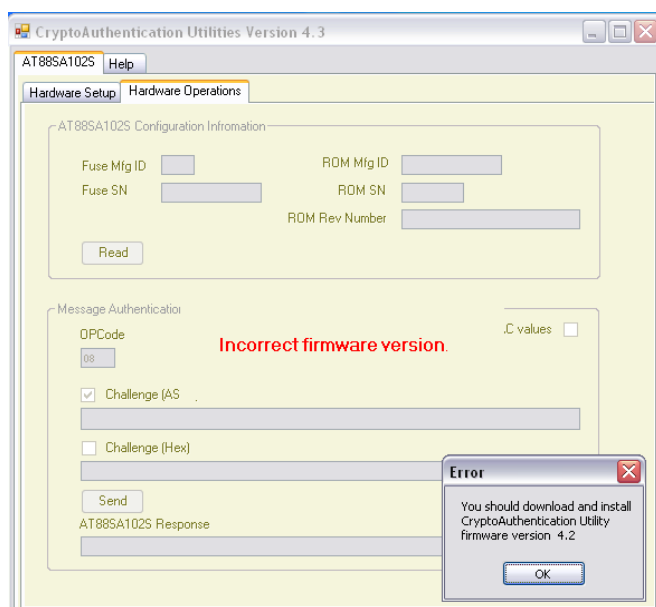 CryptoAuthentication Utilities Version 4.3
AT88SA102S Help
Hardware Setup Hardware Operations
AT88SA102S Configuration Infromation
Fuse Mfg ID ROM Mfg ID
Fuse SN ROM SN
ROM Rev Number
Read
Message Authentication
OPCode .C values
Incorrect firmware version.
08
Challenge (AS
Challenge (Hex)
Send
AT88SA102S Response
Error
You should download and install
CryptoAuthentication Utility
firmware version 4.2
OK